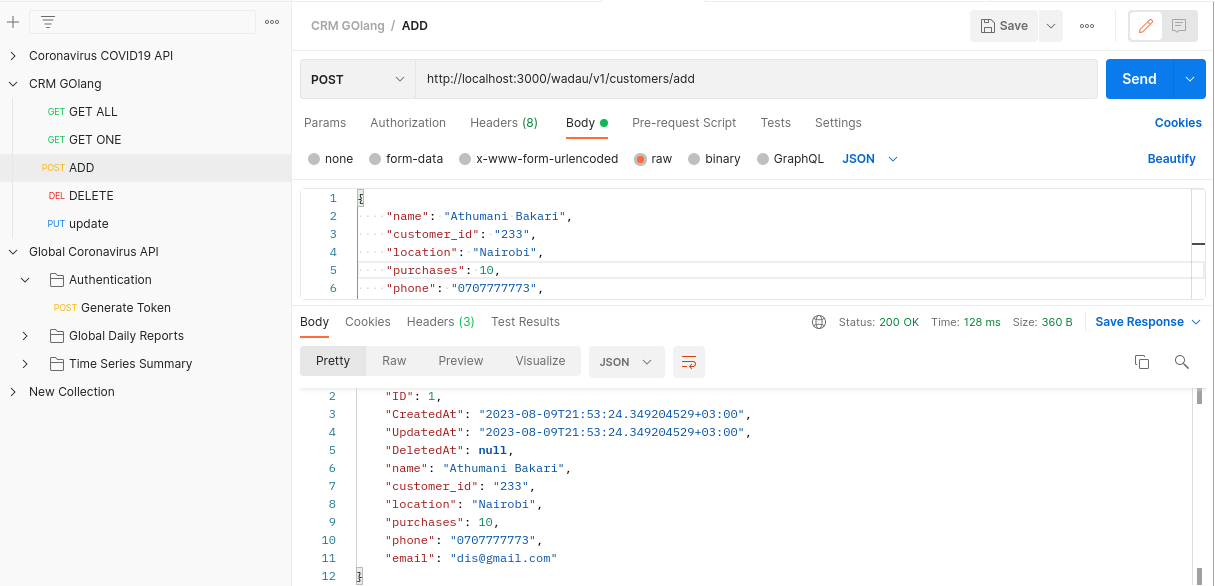 Coronavirus COVID19 API
CRM GOlang
GET GET ALL
GET GET ONE
POST ADD
DEL DELETE
PUT update
Global Coronavirus API
Authentication
POST Generate Token
Global Daily Reports
Time Series Summary
New Collection
CRM GOlang / ADD
Save
POST http://localhost:3000/wadau/v1/customers/add Send
Params Authorization Headers (8) Body Pre-request Script Tests Settings Cookies
none form-data x-www-form-urlencoded raw binary GraphQL JSON Beautify
1 {
2 "name": "Athumani Bakari",
3 "customer_id": "233",
4 "location": "Nairobi",
5 "purchases": 10,
6 "phone": "0707777773",
Body Cookies Headers (3) Test Results Status: 200 OK Time: 128 ms Size: 360 B Save Response
Pretty Raw Preview Visualize JSON
2 "ID": 1,
3 "CreatedAt": "2023-08-09T21:53:24.349204529+03:00",
4 "UpdatedAt": "2023-08-09T21:53:24.349204529+03:00",
5 "DeletedAt": null,
6 "name": "Athumani Bakari",
7 "customer_id": "233",
8 "location": "Nairobi",
9 "purchases": 10,
10 "phone": "0707777773",
11 "email": "dis@gmail.com"
12 }